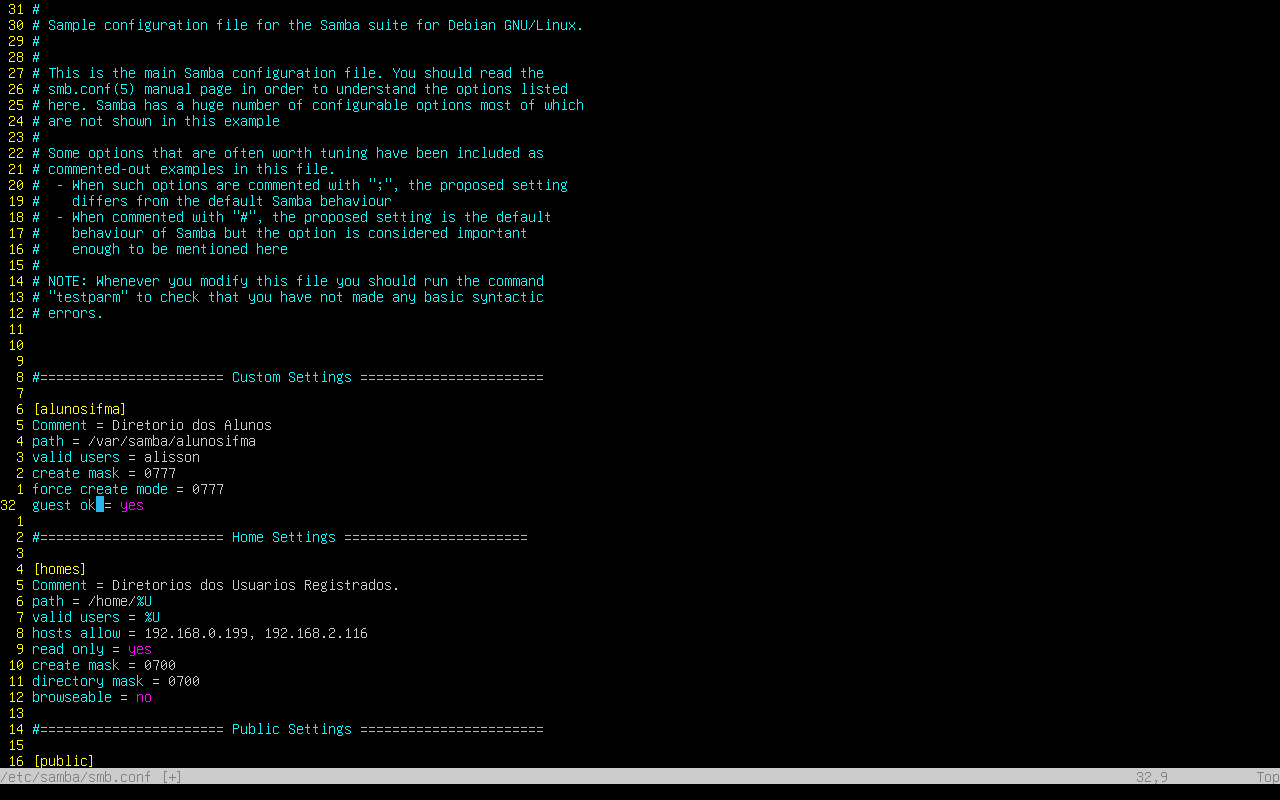 31 #
30 # Sample configuration file for the Samba suite for Debian GNU/Linux.
29 #
28 #
27 # This is the main Samba configuration file. You should read the
26 # smb.conf(5) manual page in order to understand the options listed
25 # here. Samba has a huge number of configurable options most of which
24 # are not shown in this example
23 #
22 # Some options that are often worth tuning have been included as
21 # commented-out examples in this file.
20 #  - When such options are commented with ";", the proposed setting
19 #    differs from the default Samba behaviour
18 #  - When commented with "#", the proposed setting is the default
17 #    behaviour of Samba but the option is considered important
16 #    enough to be mentioned here
15 #
14 # NOTE: Whenever you modify this file you should run the command
13 # "testparm" to check that you have not made any basic syntactic
12 # errors.
11
10
9
8 #======================= Custom Settings =======================
7
6 [alunosifma]
5 Comment = Diretorio dos Alunos
4 path = /var/samba/alunosifma
3 valid users = alisson
2 create mask = 0777
1 force create mode = 0777
32 guest ok = yes
1
2 #======================= Home Settings =======================
3
4 [homes]
5 Comment = Diretorios dos Usuarios Registrados.
6 path = /home/%U
7 valid users = %U
8 hosts allow = 192.168.0.199, 192.168.2.116
9 read only = yes
10 create mask = 0700
11 directory mask = 0700
12 browseable = no
13
14 #======================= Public Settings =======================
15
16 [public]
/etc/samba/smb.conf [+] 32,9 Top